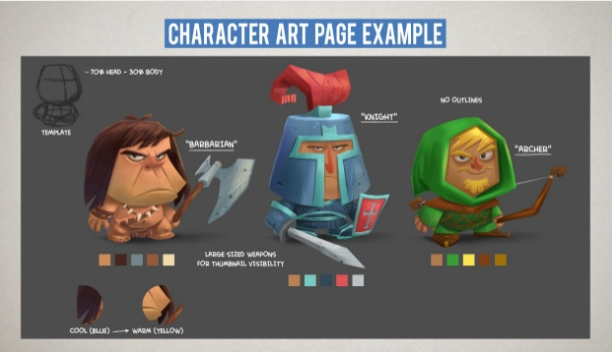 CHARACTER ART PAGE EXAMPLE
- 70% HEAD - 30% BODY
TEMPLATE
"BARBARIAN"
"KNIGHT"
NO OUTLINES
"ARCHER"
LARGE SIZED WEAPONS
FOR THUMBNAIL VISIBILITY
COOL (BLUE) → WARM (YELLOW)